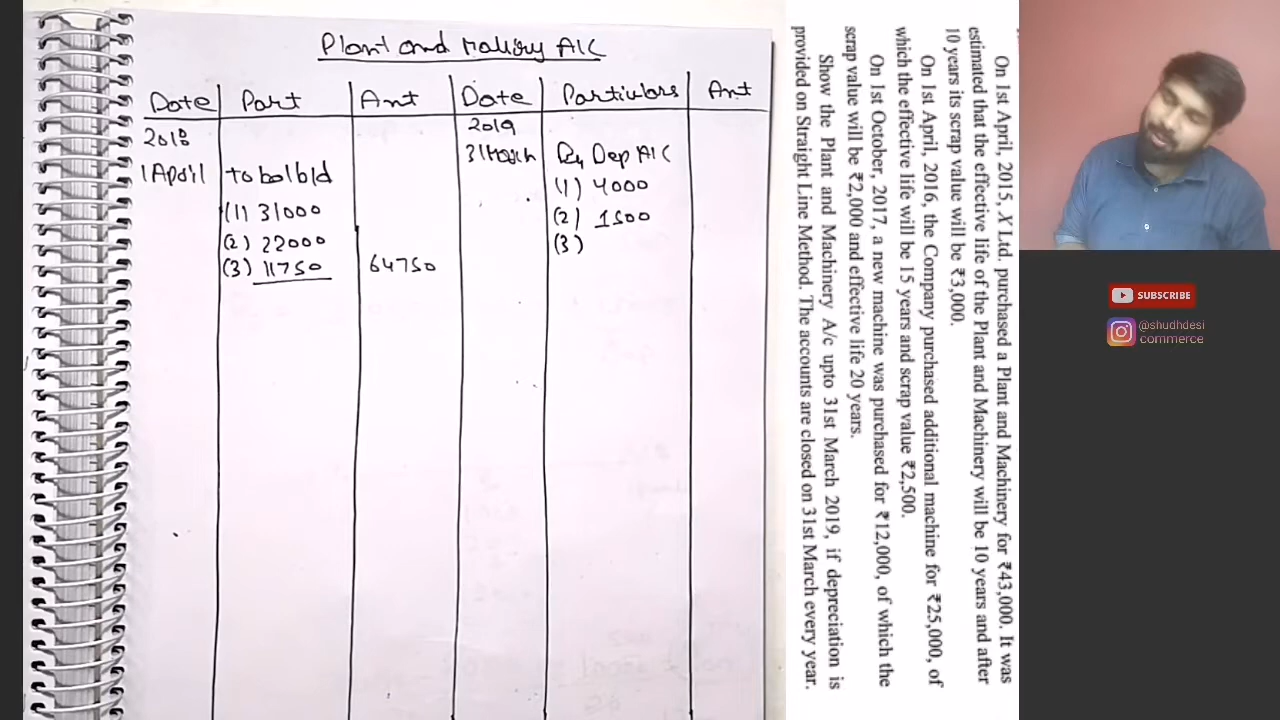 Plant and Mahinery A/C
Date Part Amt Date Particulars Amt
2018 2019
31 March By Dep A/C
1 April to bal b/d
(1) 4000
(1) 31000
(2) 1500
(2) 22000
(3)
(3) 11750 64750
On 1st April, 2015, X Ltd. purchased a Plant and Machinery for ₹43,000. It was
estimated that the effective life of the Plant and Machinery will be 10 years and after
10 years its scrap value will be ₹3,000.
On 1st April, 2016, the Company purchased additional machine for ₹25,000, of
which the effective life will be 15 years and scrap value ₹2,500.
On 1st October, 2017, a new machine was purchased for ₹12,000, of which the
scrap value will be ₹2,000 and effective life 20 years.
Show the Plant and Machinery A/c upto 31st March 2019, if depreciation is
provided on Straight Line Method. The accounts are closed on 31st March every year.
SUBSCRIBE
@shudhdesi
commerce